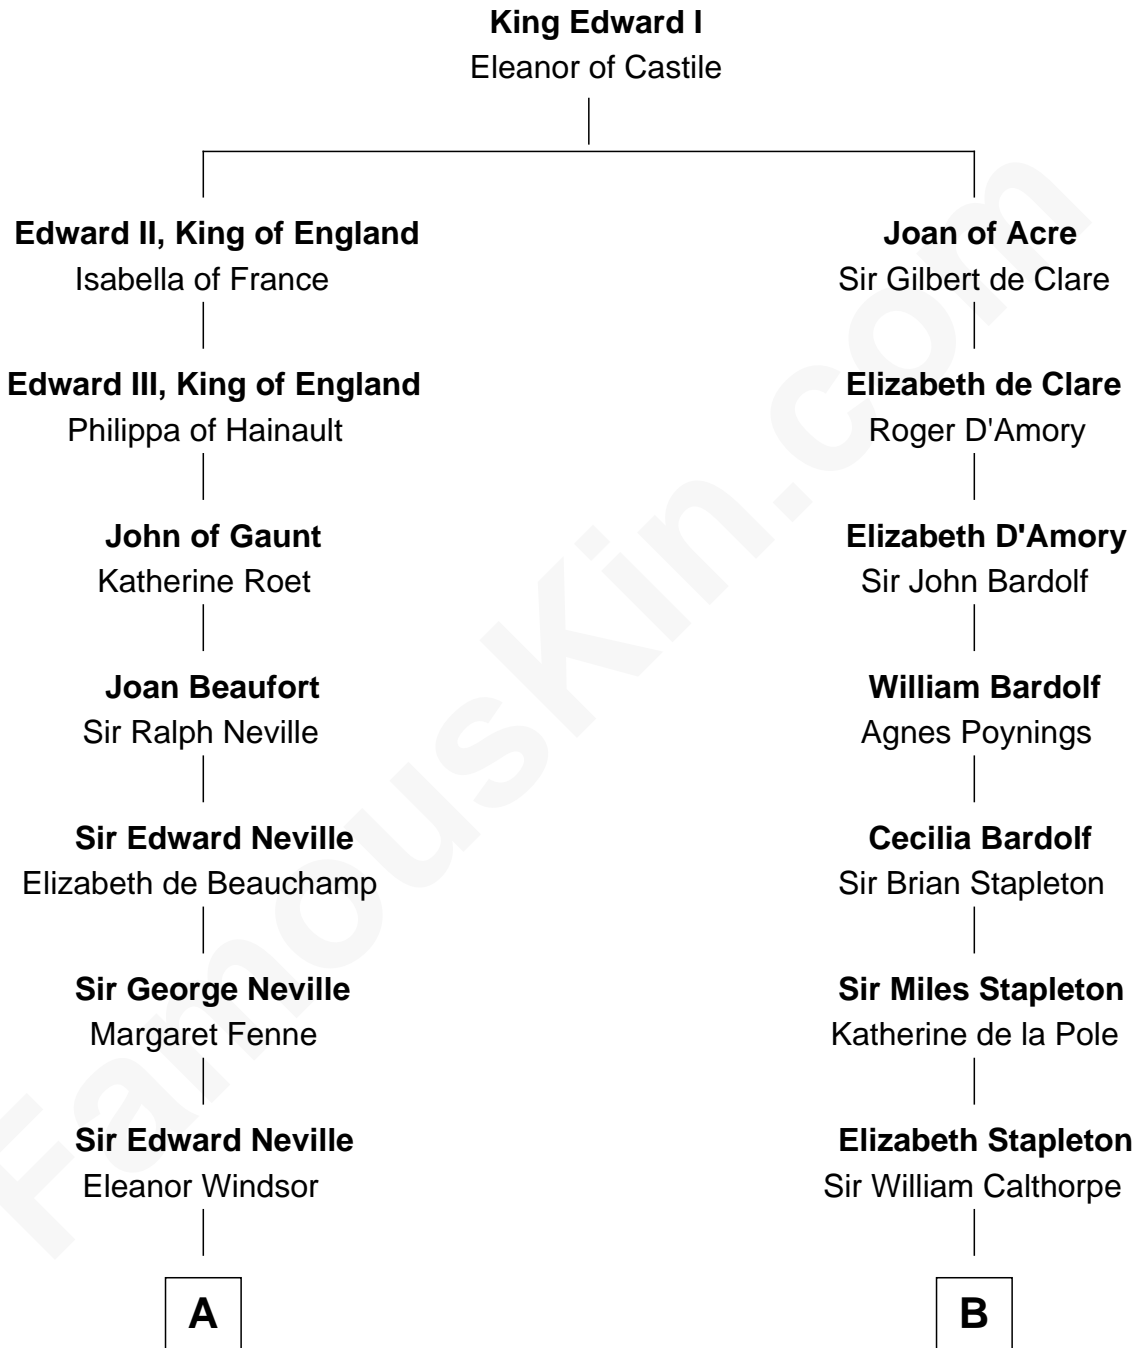 King Edward I
Eleanor of Castile
Edward II, King of England
Isabella of France
Joan of Acre
Sir Gilbert de Clare
Edward III, King of England
Philippa of Hainault
Elizabeth de Clare
Roger D'Amory
John of Gaunt
Katherine Roet
Elizabeth D'Amory
Sir John Bardolf
Joan Beaufort
Sir Ralph Neville
William Bardolf
Agnes Poynings
Sir Edward Neville
Elizabeth de Beauchamp
Cecilia Bardolf
Sir Brian Stapleton
Sir George Neville
Margaret Fenne
Sir Miles Stapleton
Katherine de la Pole
Sir Edward Neville
Eleanor Windsor
Elizabeth Stapleton
Sir William Calthorpe
A
B
FamousKin.com